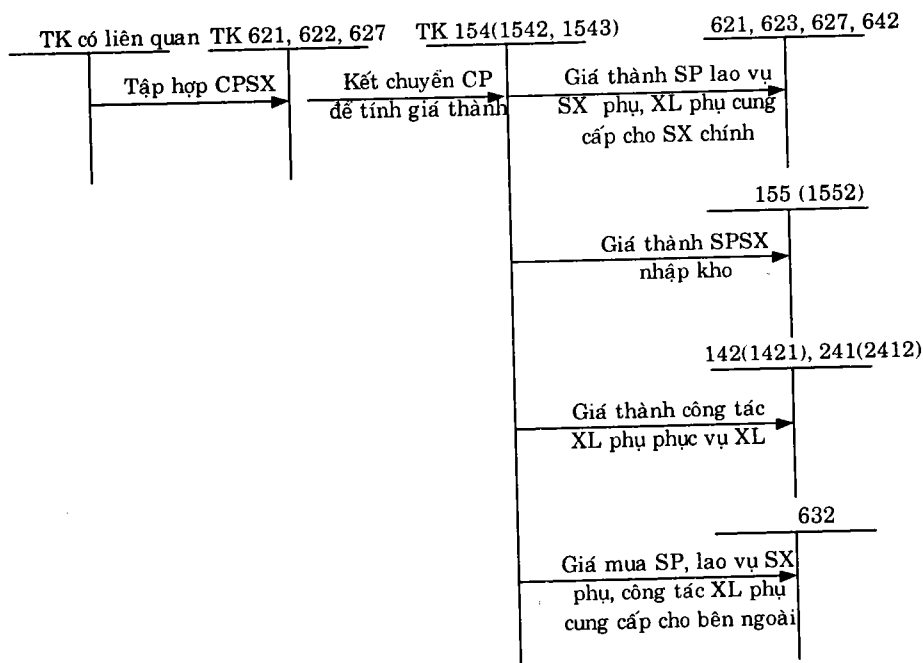 TK có liên quan TK 621, 622, 627 TK 154(1542, 1543) 621, 623, 627, 642
Tập hợp CPSX
Kết chuyển CP
để tính giá thành
Giá thành SP lao vụ
SX phụ, XL phụ cung
cấp cho SX chính
155 (1552)
Giá thành SPSX
nhập kho
142(1421), 241(2412)
Giá thành công tác
XL phụ phục vụ XL
632
Giá mua SP, lao vụ SX
phụ, công tác XL phụ
cung cấp cho bên ngoài